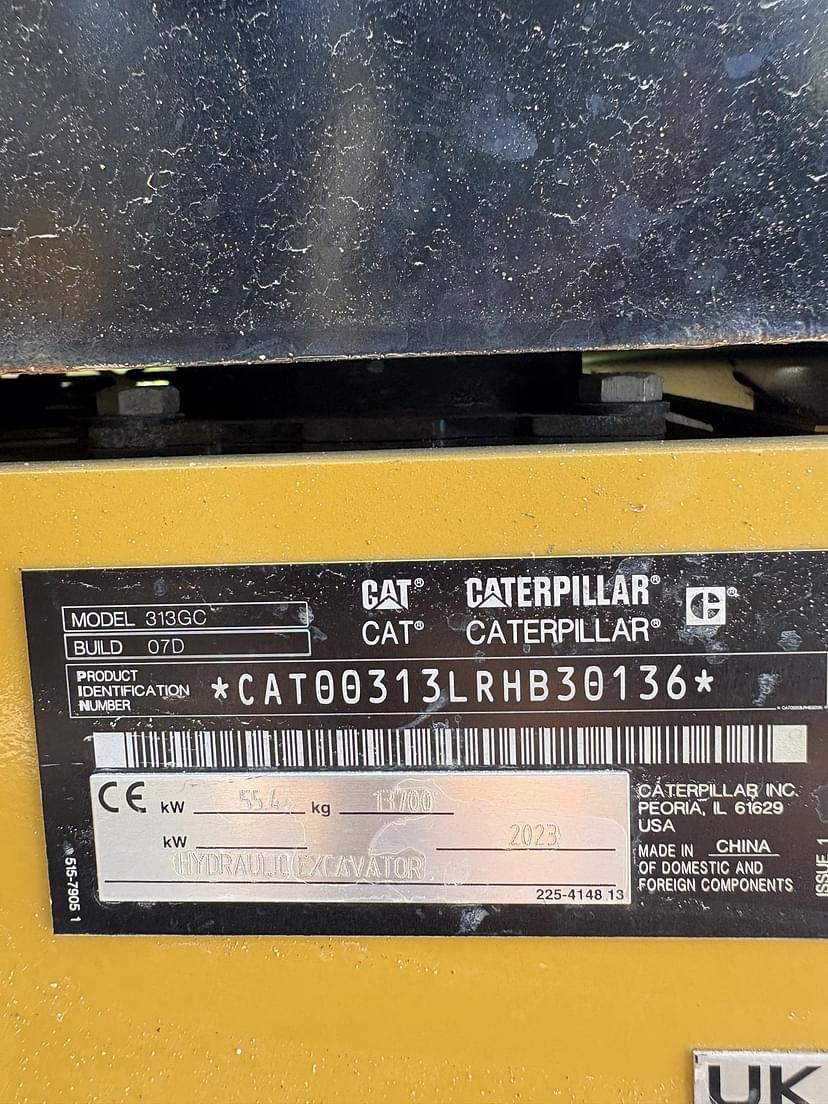 CAT® CATERPILLAR® C®
CAT® CATERPILLAR®
MODEL 313GC
BUILD 07D
PRODUCT
IDENTIFICATION
NUMBER
*CAT00313LRHB30136*
CE kW 55.4 kg 13700
kW 2023
HYDRAULIC EXCAVATOR
225-4148 13
CATERPILLAR INC.
PEORIA, IL 61629
USA
MADE IN CHINA
OF DOMESTIC AND
FOREIGN COMPONENTS
515-7905 1
ISSUE 1
UK